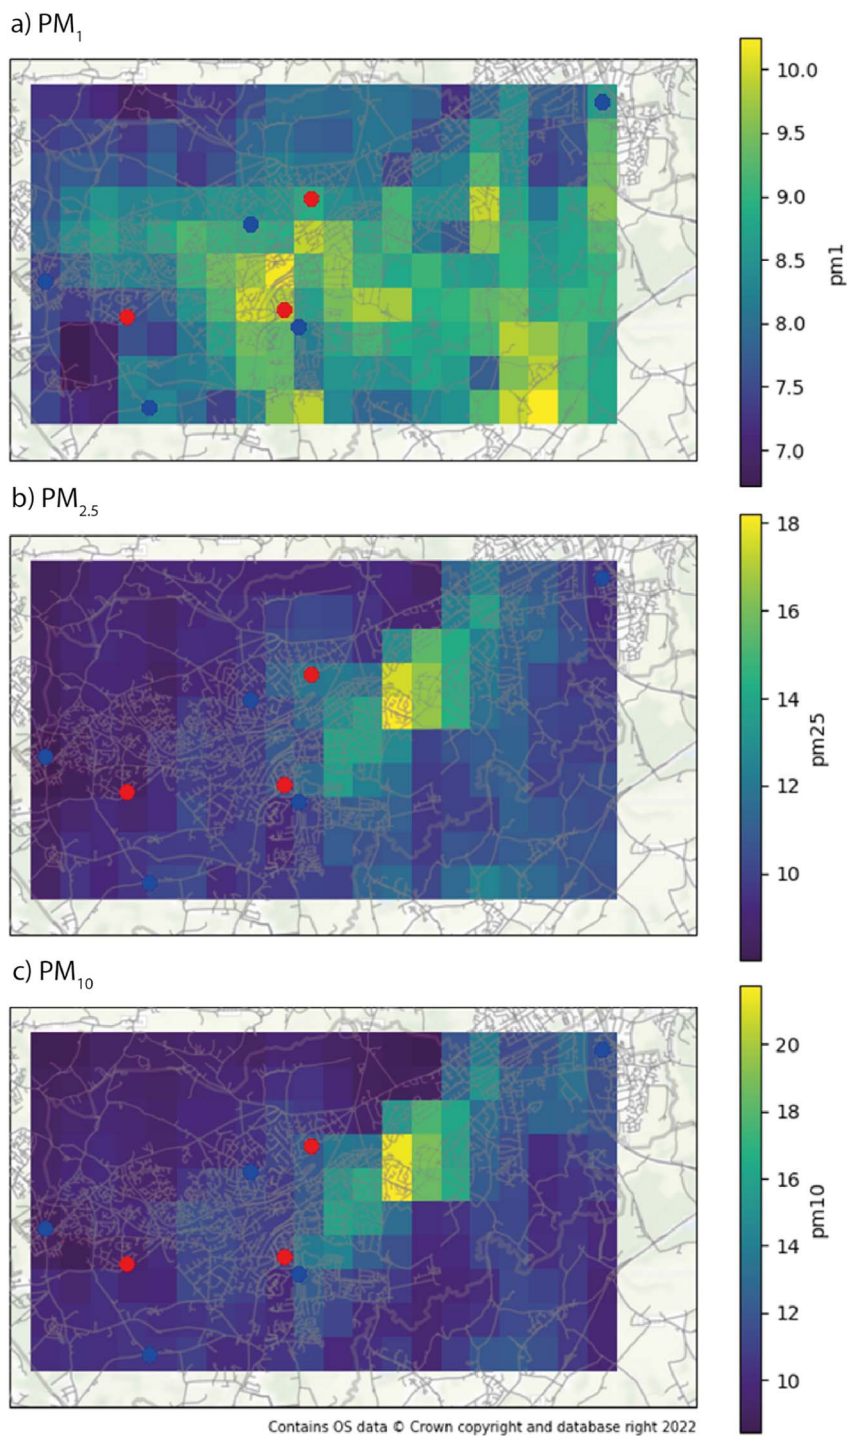 a) PM₁
10.0
9.5
9.0
8.5
8.0
7.5
7.0
pm1
b) PM₂.₅
18
16
14
12
10
pm25
c) PM₁₀
20
18
16
14
12
10
pm10
Contains OS data © Crown copyright and database right 2022